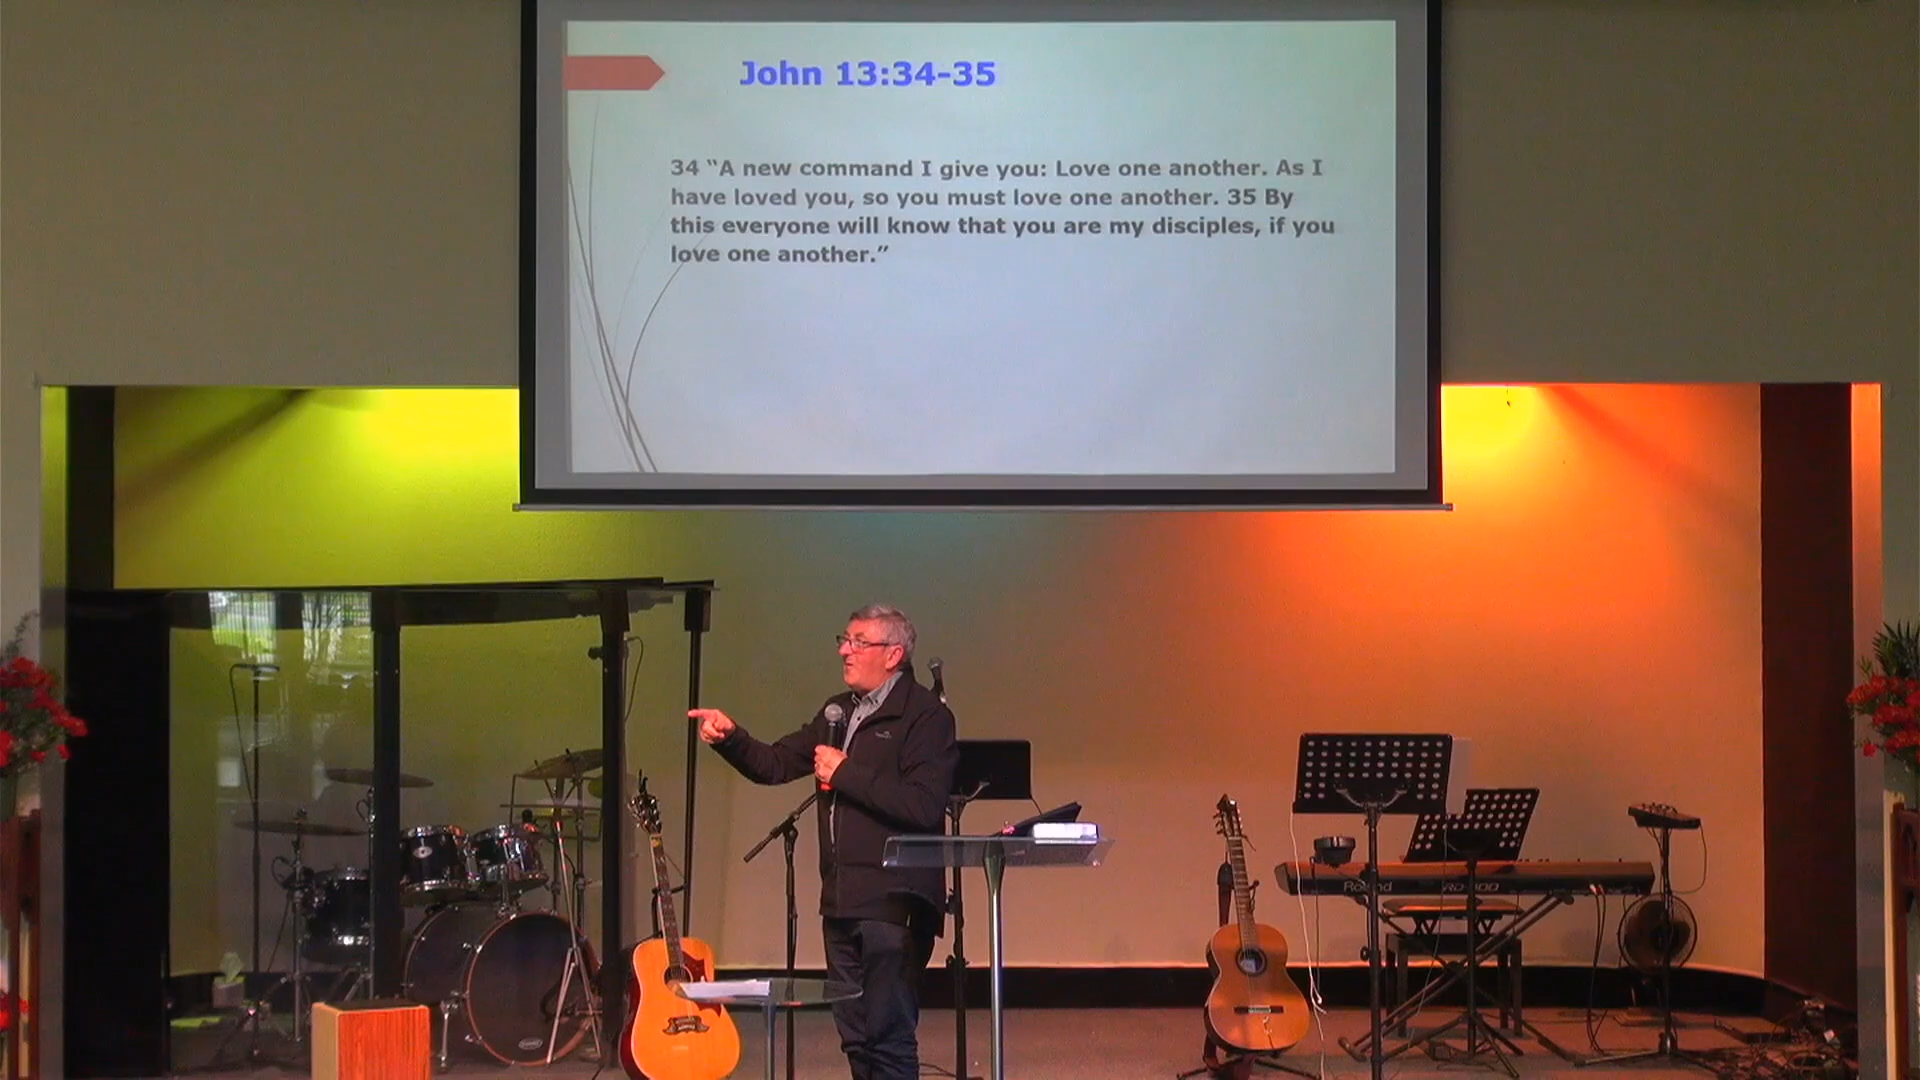 John 13:34-35
34 “A new command I give you: Love one another. As I
have loved you, so you must love one another. 35 By
this everyone will know that you are my disciples, if you
love one another.”
Roland